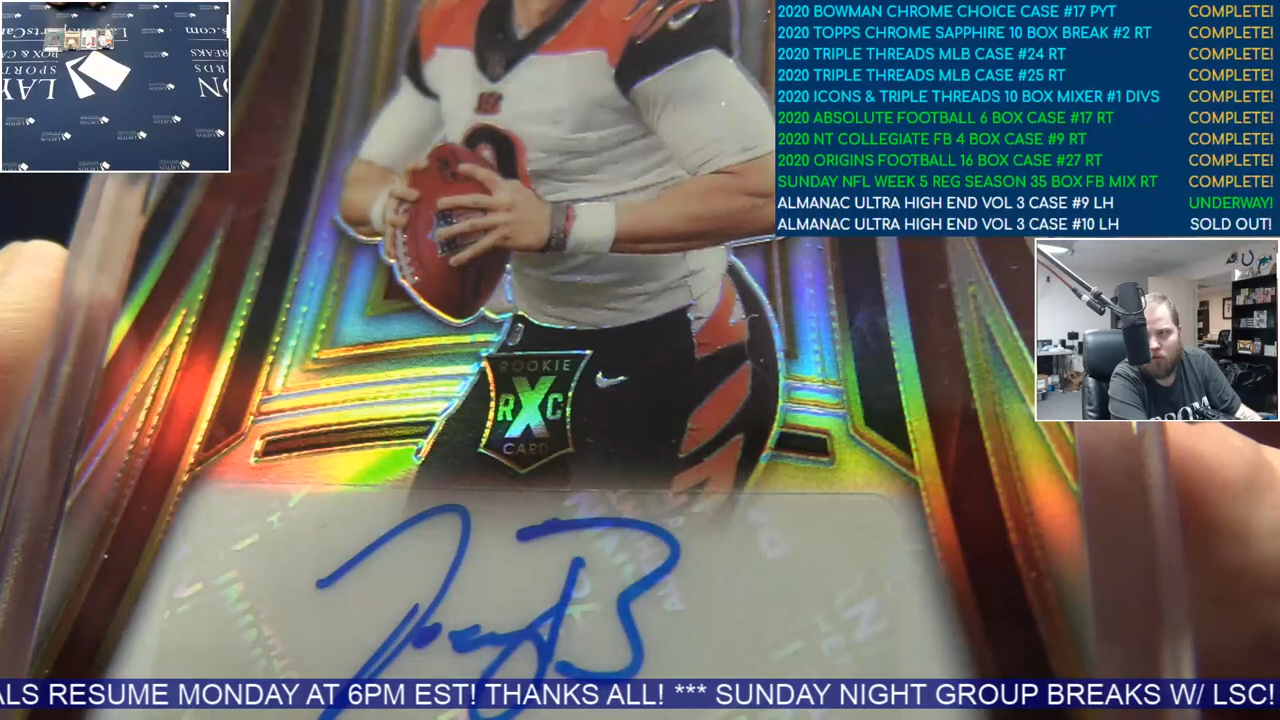 2020 BOWMAN CHROME CHOICE CASE #17 PYT COMPLETE!
2020 TOPPS CHROME SAPPHIRE 10 BOX BREAK #2 RT COMPLETE!
2020 TRIPLE THREADS MLB CASE #24 RT COMPLETE!
2020 TRIPLE THREADS MLB CASE #25 RT COMPLETE!
2020 ICONS & TRIPLE THREADS 10 BOX MIXER #1 DIVS COMPLETE!
2020 ABSOLUTE FOOTBALL 6 BOX CASE #17 RT COMPLETE!
2020 NT COLLEGIATE FB 4 BOX CASE #9 RT COMPLETE!
2020 ORIGINS FOOTBALL 16 BOX CASE #27 RT COMPLETE!
SUNDAY NFL WEEK 5 REG SEASON 35 BOX FB MIX RT COMPLETE!
ALMANAC ULTRA HIGH END VOL 3 CASE #9 LH UNDERWAY!
ALMANAC ULTRA HIGH END VOL 3 CASE #10 LH SOLD OUT!
ROOKIE
RXC
CARD
Joey B
ALS RESUME MONDAY AT 6PM EST! THANKS ALL! *** SUNDAY NIGHT GROUP BREAKS W/ LSC!